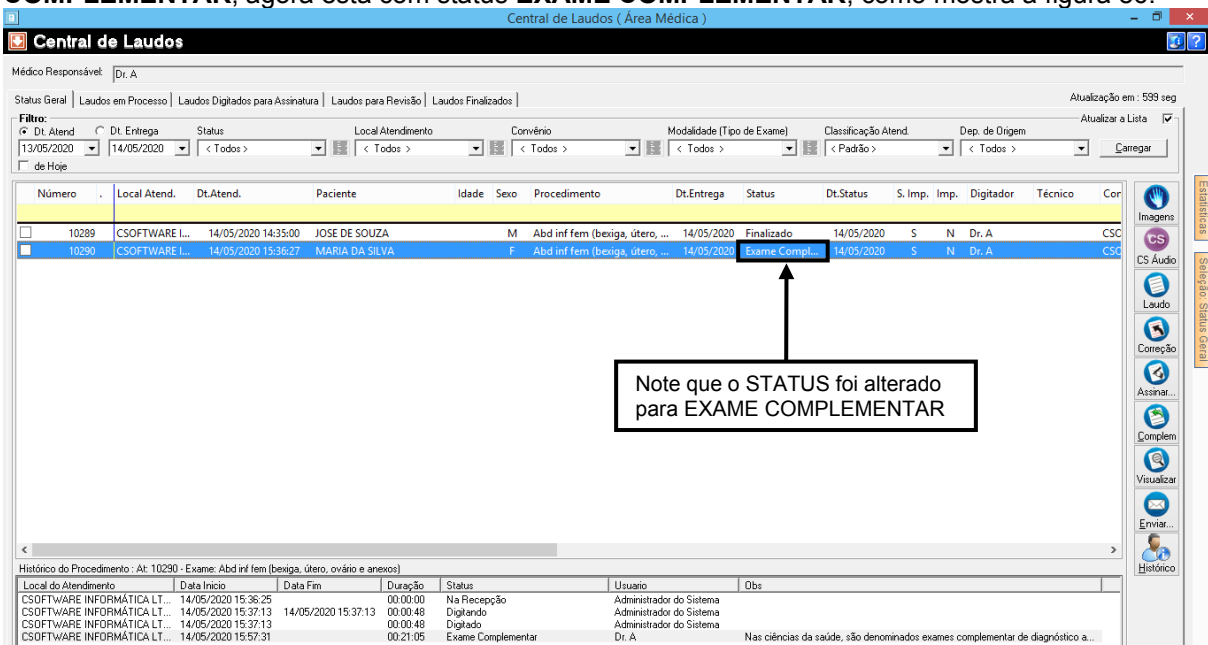 COMPLEMENTAR, agora está com status EXAME COMPLEMENTAR, como mostra a figura
Central de Laudos ( Área Médica )
Central de Laudos
Médico Responsável: Dr. A
Status Geral Laudos em Processo Laudos Digitados para Assinatura Laudos para Revisão Laudos Finalizados Atualização em : 599 seg
Filtro: Atualizar a Lista
Dt. Atend Dt. Entrega Status Local Atendimento Convênio Modalidade (Tipo de Exame) Classificação Atend. Dep. de Origem
13/05/2020 14/05/2020 < Todos > < Todos > < Todos > < Todos > < Padrão > < Todos > Carregar
de Hoje
Número . Local Atend. Dt.Atend. Paciente Idade Sexo Procedimento Dt.Entrega Status Dt.Status S. Imp. Imp. Digitador Técnico Cor
10289 CSOFTWARE I... 14/05/2020 14:35:00 JOSE DE SOUZA M Abd inf fem (bexiga, útero, ... 14/05/2020 Finalizado 14/05/2020 S N Dr. A CSC
10290 CSOFTWARE I... 14/05/2020 15:36:27 MARIA DA SILVA F Abd inf fem (bexiga, útero, ... 14/05/2020 Exame Compl... 14/05/2020 S N Dr. A CSC
Imagens
CS
CS Áudio
Laudo
Correção
Assinar...
Complem
Visualizar
Enviar...
Histórico
Estatísticas
Seleção: Status Geral
Note que o STATUS foi alterado
para EXAME COMPLEMENTAR
Histórico do Procedimento : At: 10290 - Exame: Abd inf fem (bexiga, útero, ovário e anexos)
Local do Atendimento Data Inicio Data Fim Duração Status Usuario Obs
CSOFTWARE INFORMÁTICA LT... 14/05/2020 15:36:25 00:00:00 Na Recepção Administrador do Sistema
CSOFTWARE INFORMÁTICA LT... 14/05/2020 15:37:13 14/05/2020 15:37:13 00:00:48 Digitando Administrador do Sistema
CSOFTWARE INFORMÁTICA LT... 14/05/2020 15:37:13 00:00:48 Digitado Administrador do Sistema
CSOFTWARE INFORMÁTICA LT... 14/05/2020 15:57:31 00:21:05 Exame Complementar Dr. A Nas ciências da saúde, são denominados exames complementar de diagnóstico a...